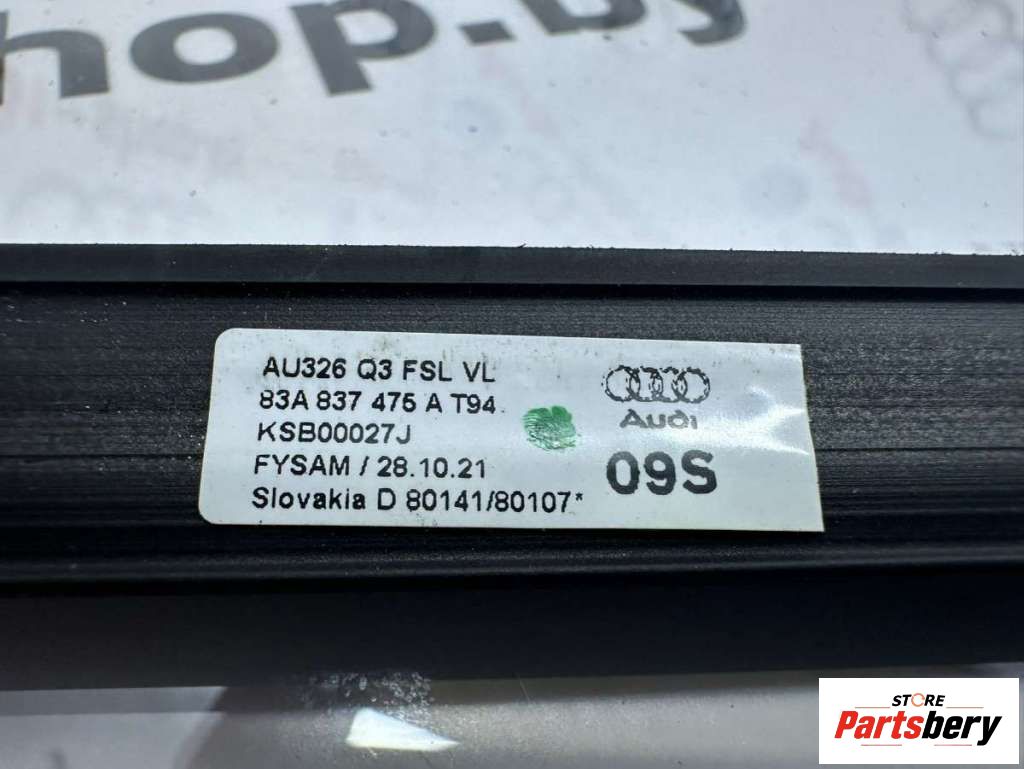 hop.by
AU326 Q3 FSL VL
83A 837 475 A T94
KSB00027J
FYSAM / 28.10.21
Slovakia D 80141/80107*
Audi
09S
STORE
Partsbery